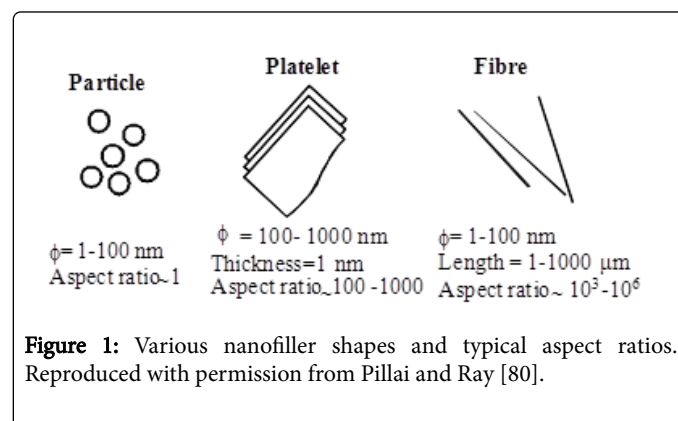 Particle
ϕ= 1-100 nm
Aspect ratio~1
Platelet
ϕ = 100- 1000 nm
Thickness=1 nm
Aspect ratio~100 -1000
Fibre
ϕ= 1-100 nm
Length = 1-1000 μm
Aspect ratio~ 10³-10⁶
Figure 1: Various nanofiller shapes and typical aspect ratios.
Reproduced with permission from Pillai and Ray [80].